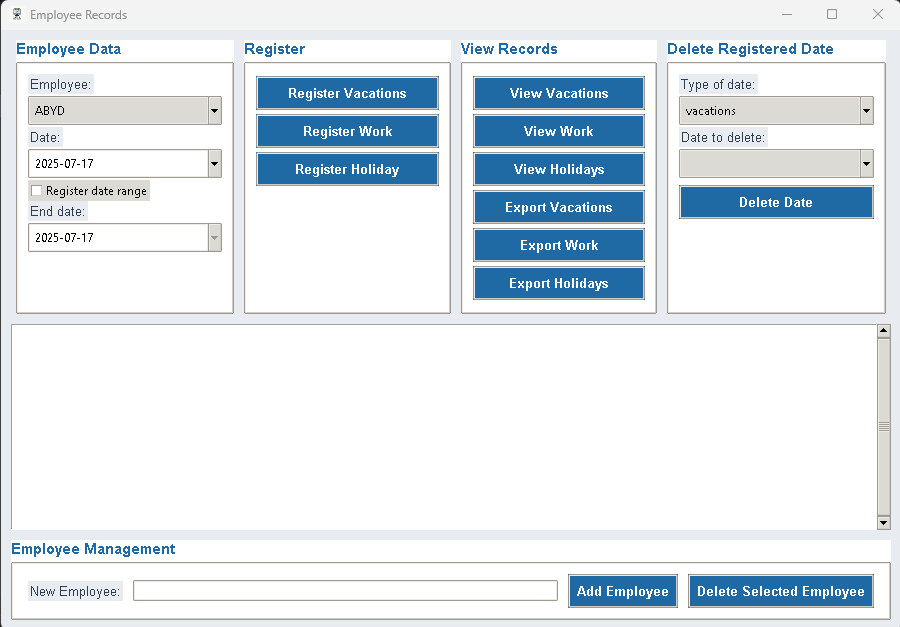 Employee Records
Employee Data
Employee:
ABYD
Date:
2025-07-17
Register date range
End date:
2025-07-17
Register
Register Vacations
Register Work
Register Holiday
View Records
View Vacations
View Work
View Holidays
Export Vacations
Export Work
Export Holidays
Delete Registered Date
Type of date:
vacations
Date to delete:
Delete Date
Employee Management
New Employee:
Add Employee
Delete Selected Employee